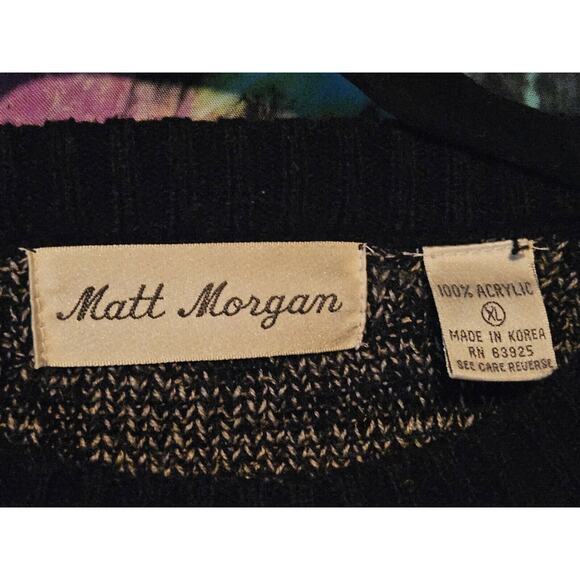 Matt Morgan
100% ACRYLIC
XL
MADE IN KOREA
RN 63925
SEE CARE REVERSE